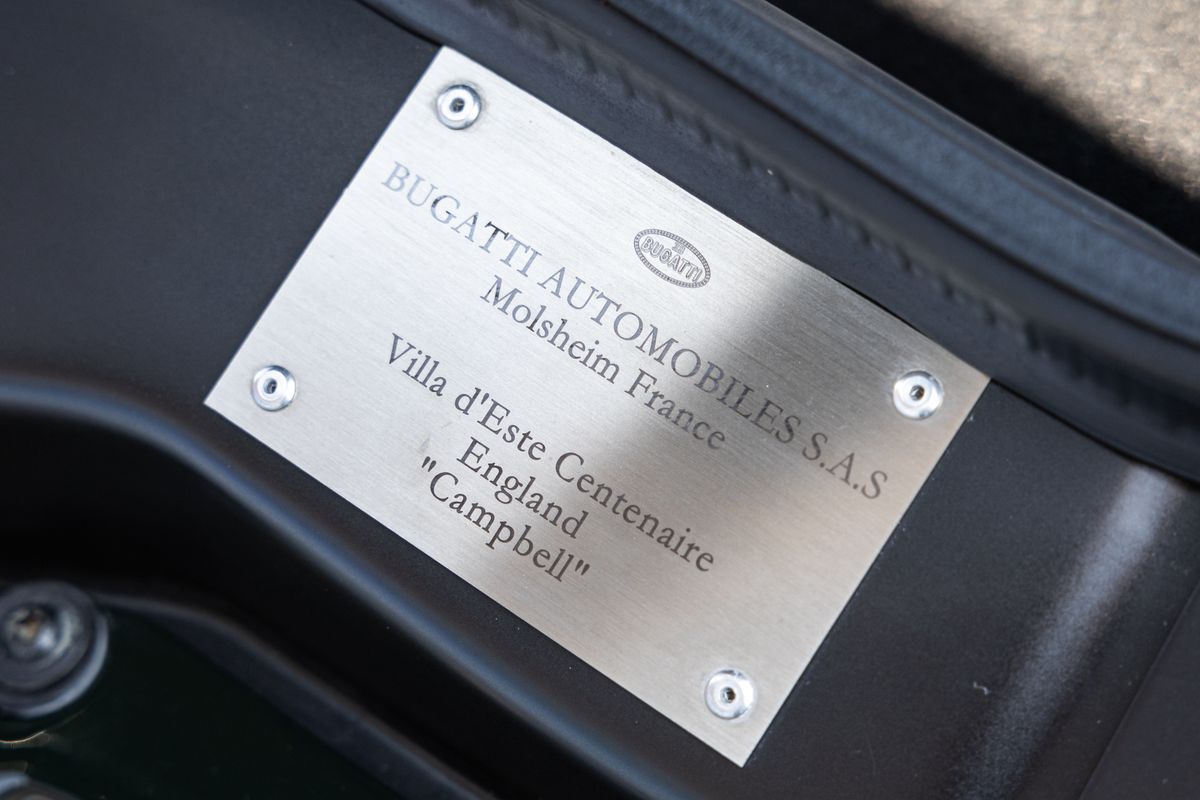 BUGATTI
BUGATTI AUTOMOBILES S.A.S
Molsheim France
Villa d'Este Centenaire
England
"Campbell"